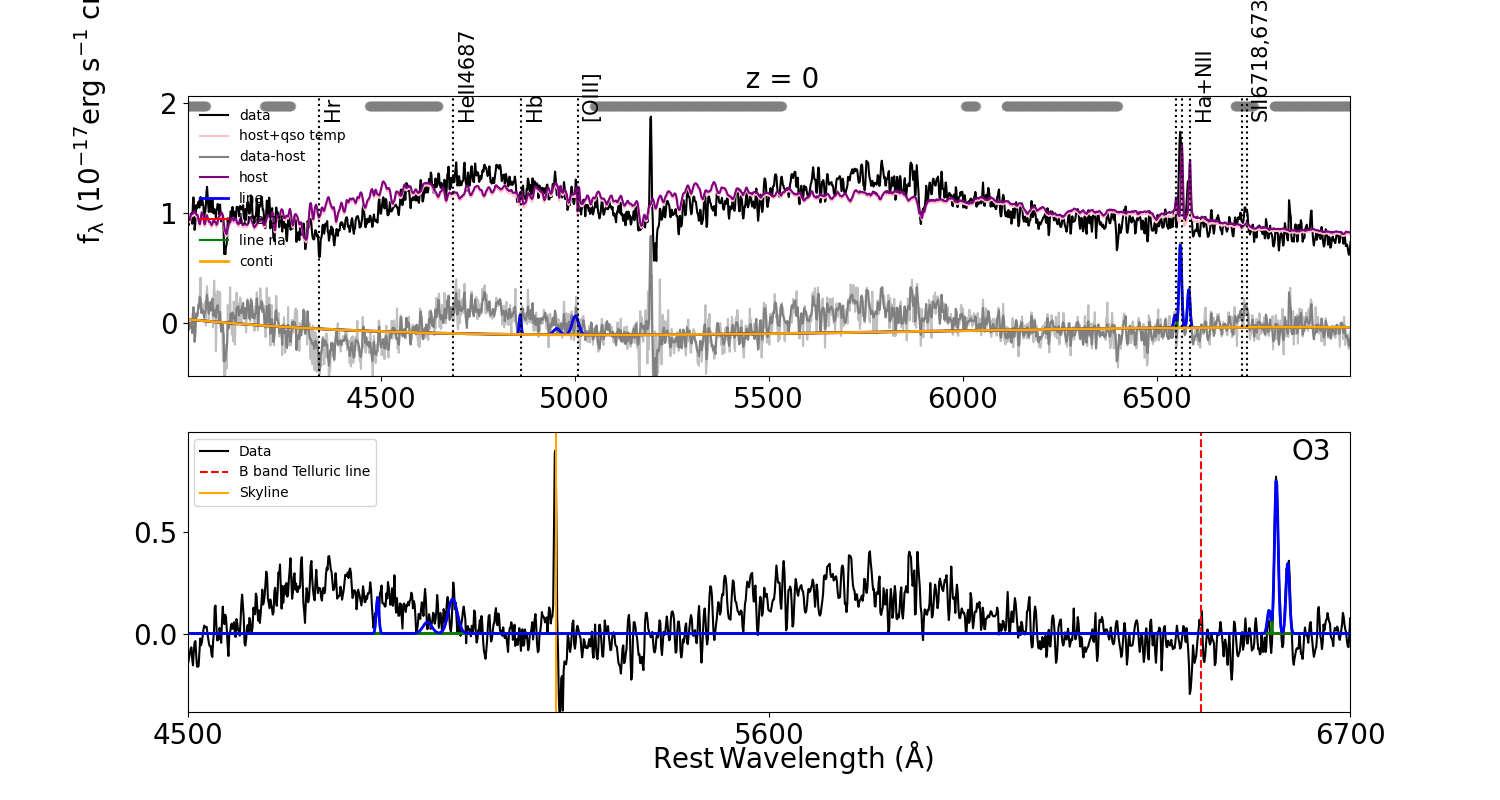 z = 0
2
1
0
f_λ (10^{-17} erg s^{-1}
data
host+qso temp
data-host
host
line
line na
conti
Hr
HeII4687
Hb
[OIII]
Ha+NII
SII6718,673
4500
5000
5500
6000
6500
O3
0.5
0.0
Data
B band Telluric line
Skyline
4500
5600
6700
Rest Wavelength (Å)